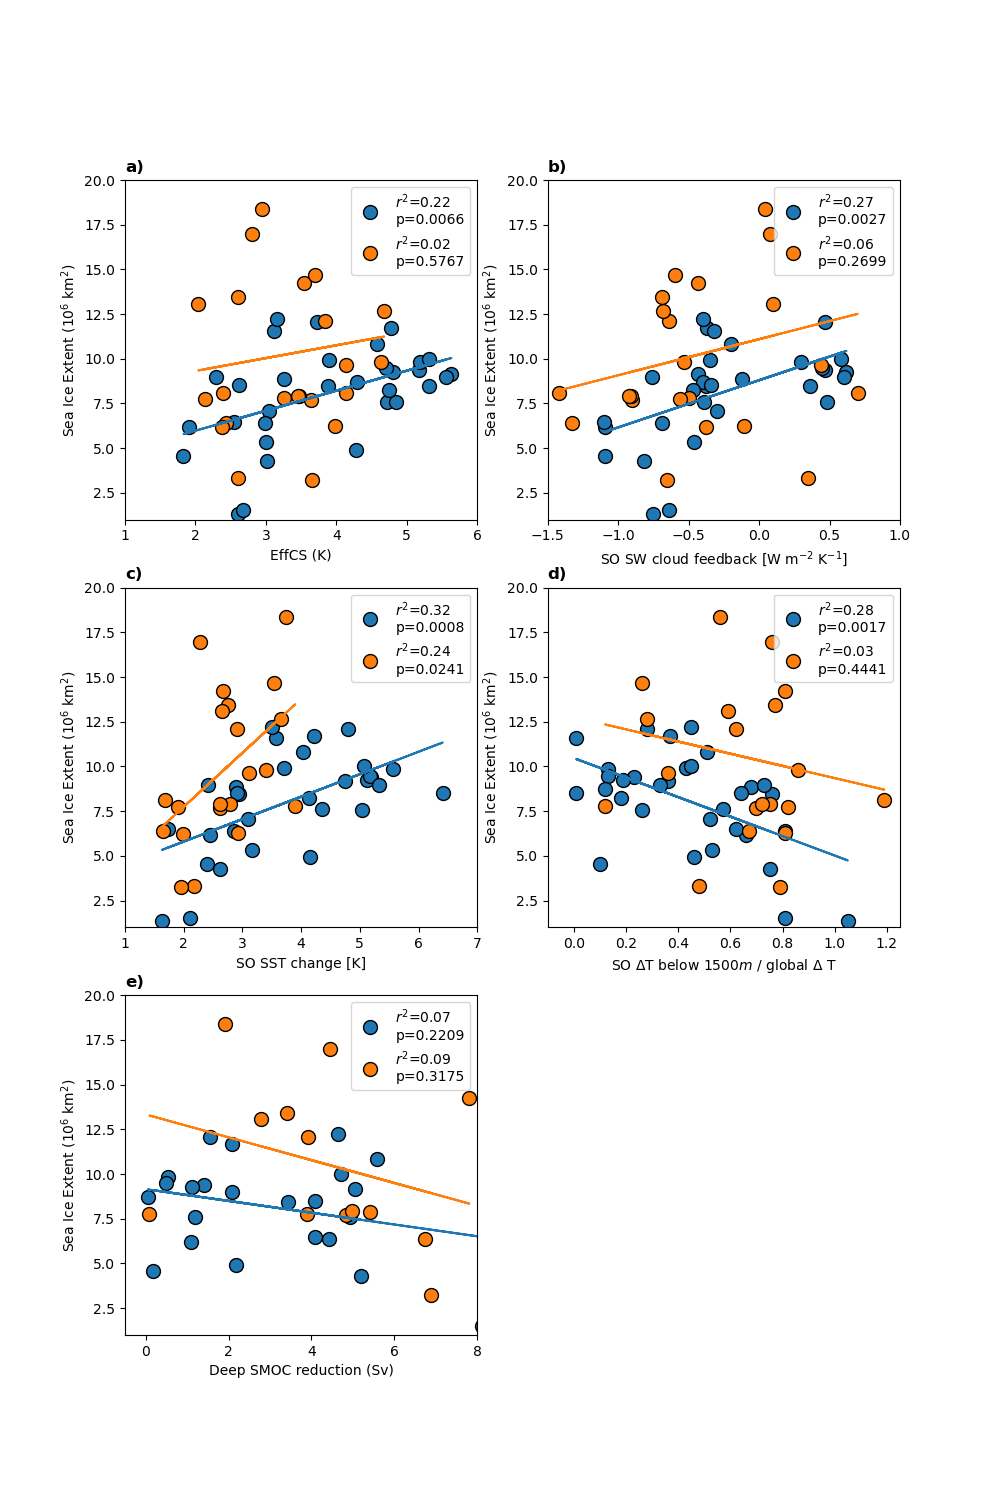 a)
20.0
17.5
15.0
12.5
10.0
7.5
5.0
2.5
Sea Ice Extent (10⁶ km²)
r²=0.22
p=0.0066
r²=0.02
p=0.5767
1 2 3 4 5 6
EffCS (K)
b)
20.0
17.5
15.0
12.5
10.0
7.5
5.0
2.5
Sea Ice Extent (10⁶ km²)
r²=0.27
p=0.0027
r²=0.06
p=0.2699
−1.5 −1.0 −0.5 0.0 0.5 1.0
SO SW cloud feedback [W m⁻² K⁻¹]
c)
20.0
17.5
15.0
12.5
10.0
7.5
5.0
2.5
Sea Ice Extent (10⁶ km²)
r²=0.32
p=0.0008
r²=0.24
p=0.0241
1 2 3 4 5 6 7
SO SST change [K]
d)
20.0
17.5
15.0
12.5
10.0
7.5
5.0
2.5
Sea Ice Extent (10⁶ km²)
r²=0.28
p=0.0017
r²=0.03
p=0.4441
0.0 0.2 0.4 0.6 0.8 1.0 1.2
SO ΔT below 1500m / global Δ T
e)
20.0
17.5
15.0
12.5
10.0
7.5
5.0
2.5
Sea Ice Extent (10⁶ km²)
r²=0.07
p=0.2209
r²=0.09
p=0.3175
0 2 4 6 8
Deep SMOC reduction (Sv)